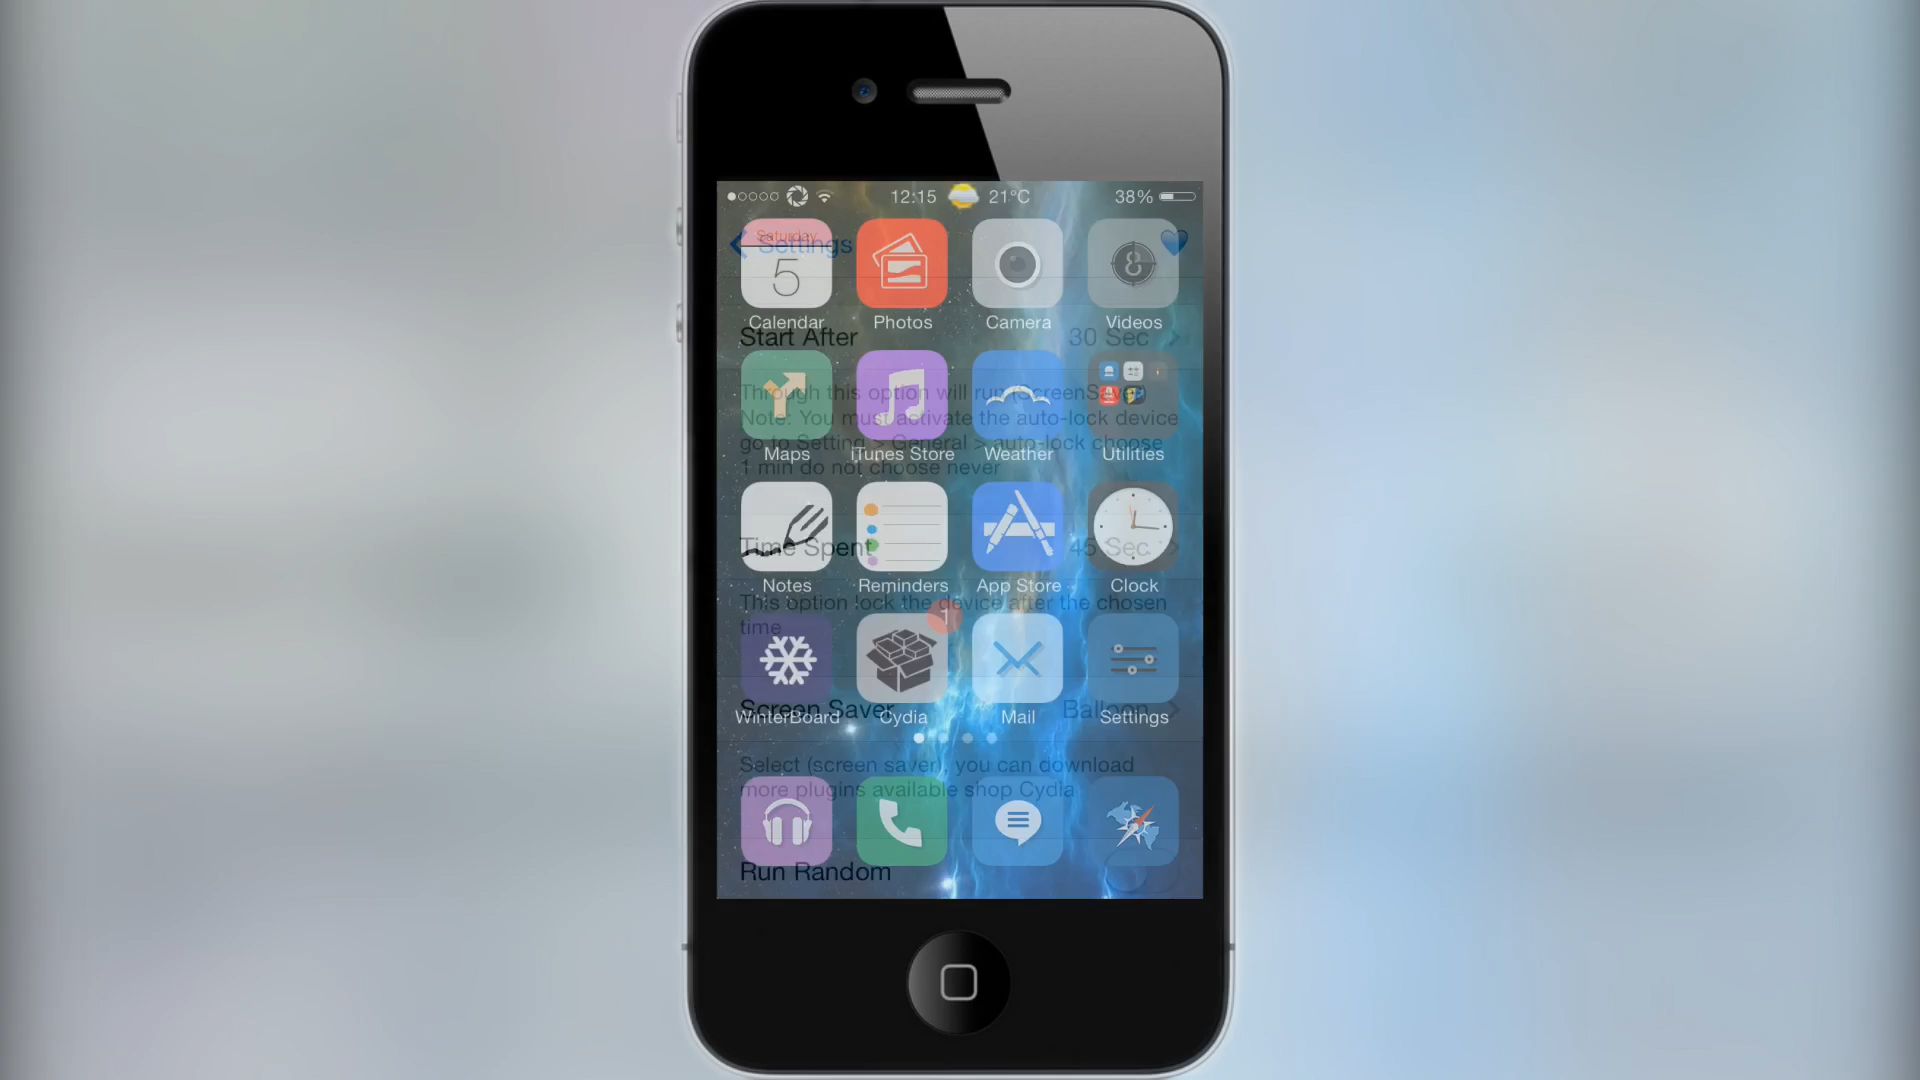 12:15 21°C 38%
Settings
Saturday
5
8
Calendar Photos Camera Videos
Start After 30 Sec
Through this option will run (ScreenSaver)
Note: You must activate the auto-lock device
go to Setting > General > auto-lock choose
1 min do not choose never
Maps iTunes Store Weather Utilities
Time Spent 45 Sec
Notes Reminders App Store Clock
This option lock the device after the chosen
time
1
Screen Saver Balloon
WinterBoard Cydia Mail Settings
Select (screen saver), you can download
more plugins available shop Cydia
Run Random